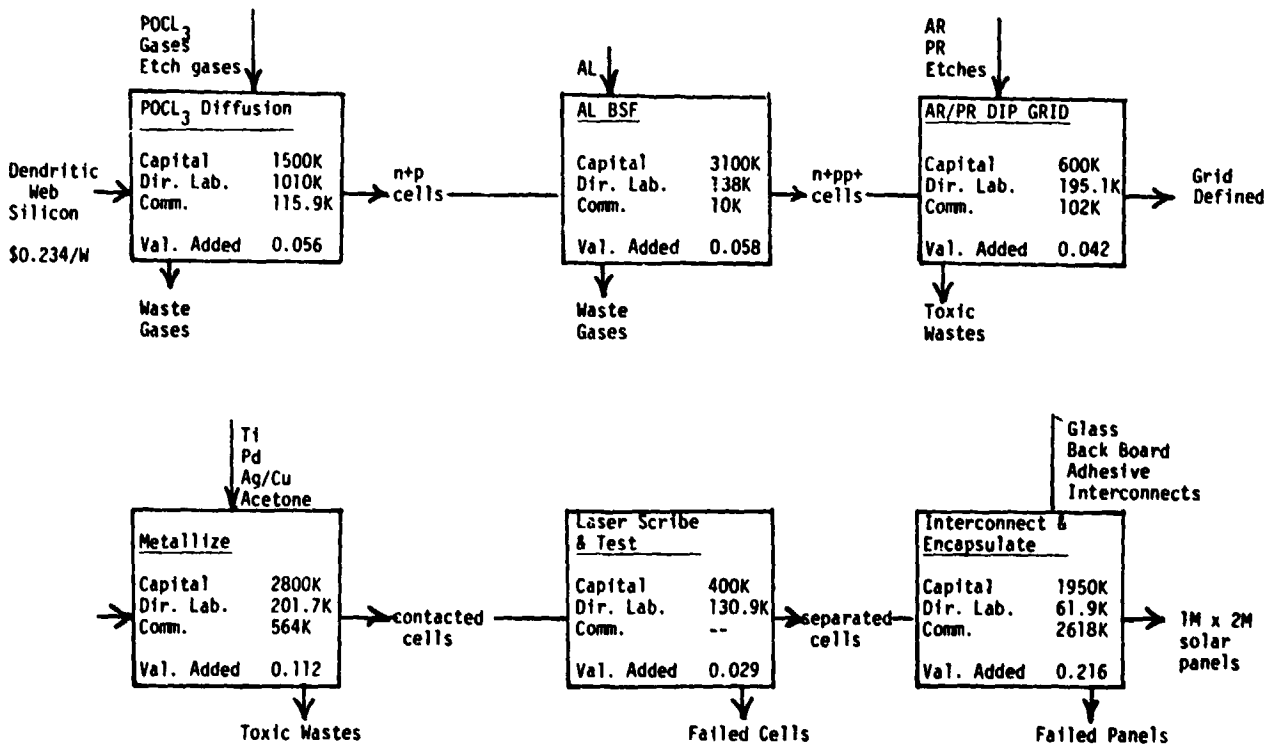 POCL3
Gases
Etch gases
POCL3 Diffusion
Capital 1500K
Dir. Lab. 1010K
Comm. 115.9K
Val. Added 0.056
Dendritic
Web
Silicon
$0.234/W
Waste
Gases
n+p
cells
AL
AL BSF
Capital 3100K
Dir. Lab. 138K
Comm. 10K
Val. Added 0.058
Waste
Gases
n+pp+
cells
AR
PR
Etches
AR/PR DIP GRID
Capital 600K
Dir. Lab. 195.1K
Comm. 102K
Val. Added 0.042
Toxic
Wastes
Grid
Defined
Ti
Pd
Ag/Cu
Acetone
Metallize
Capital 2800K
Dir. Lab. 201.7K
Comm. 564K
Val. Added 0.112
Toxic Wastes
contacted
cells
Laser Scribe
& Test
Capital 400K
Dir. Lab. 130.9K
Comm. --
Val. Added 0.029
Failed Cells
separated
cells
Glass
Back Board
Adhesive
Interconnects
Interconnect &
Encapsulate
Capital 1950K
Dir. Lab. 61.9K
Comm. 2618K
Val. Added 0.216
Failed Panels
1M x 2M
solar
panels